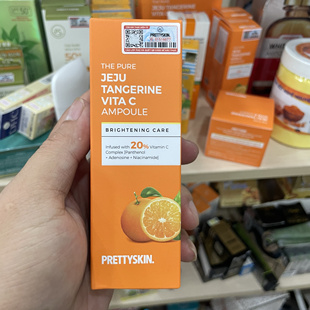 PRETTYSKIN
THE PURE
JEJU
TANGERINE
VITA C
AMPOULE
BRIGHTENING CARE
Infused with 20% Vitamin C
Complex [Panthenol
+ Adenosine + Niacinamide]
PRETTYSKIN.